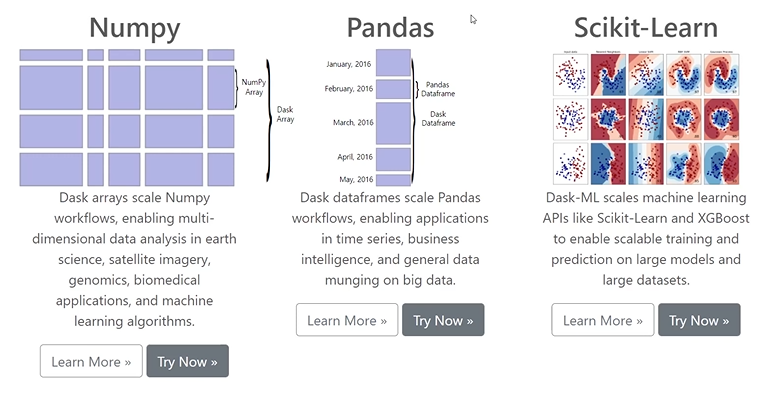 Numpy
NumPy
Array
Dask
Array
Dask arrays scale Numpy
workflows, enabling multi-
dimensional data analysis in earth
science, satellite imagery,
genomics, biomedical
applications, and machine
learning algorithms.
Learn More »
Try Now »
Pandas
January, 2016
February, 2016
March, 2016
April, 2016
May, 2016
Pandas
Dataframe
Dask
Dataframe
Dask dataframes scale Pandas
workflows, enabling applications
in time series, business
intelligence, and general data
munging on big data.
Learn More »
Try Now »
Scikit-Learn
Dask-ML scales machine learning
APIs like Scikit-Learn and XGBoost
to enable scalable training and
prediction on large models and
large datasets.
Learn More »
Try Now »